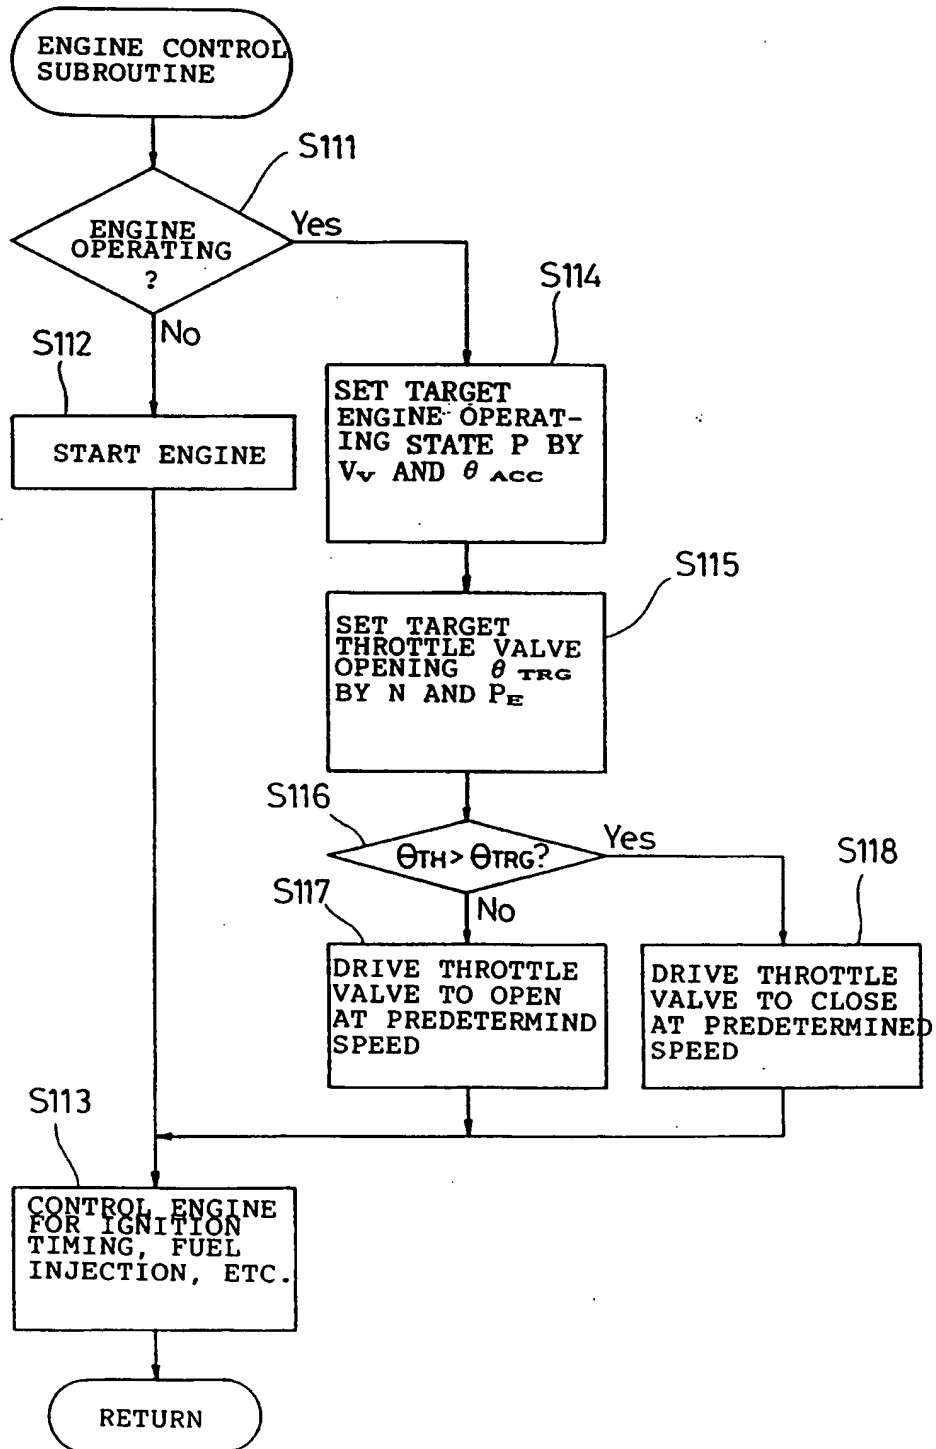 ENGINE CONTROL
SUBROUTINE
S111
ENGINE
OPERATING
?
Yes
No
S112
START ENGINE
S114
SET TARGET
ENGINE OPERAT-
ING STATE P BY
Vv AND θ ACC
S115
SET TARGET
THROTTLE VALVE
OPENING θ TRG
BY N AND PE
S116
θTH > θTRG?
Yes
No
S117
DRIVE THROTTLE
VALVE TO OPEN
AT PREDETERMIND
SPEED
S118
DRIVE THROTTLE
VALVE TO CLOSE
AT PREDETERMINED
SPEED
S113
CONTROL ENGINE
FOR IGNITION
TIMING, FUEL
INJECTION, ETC.
RETURN